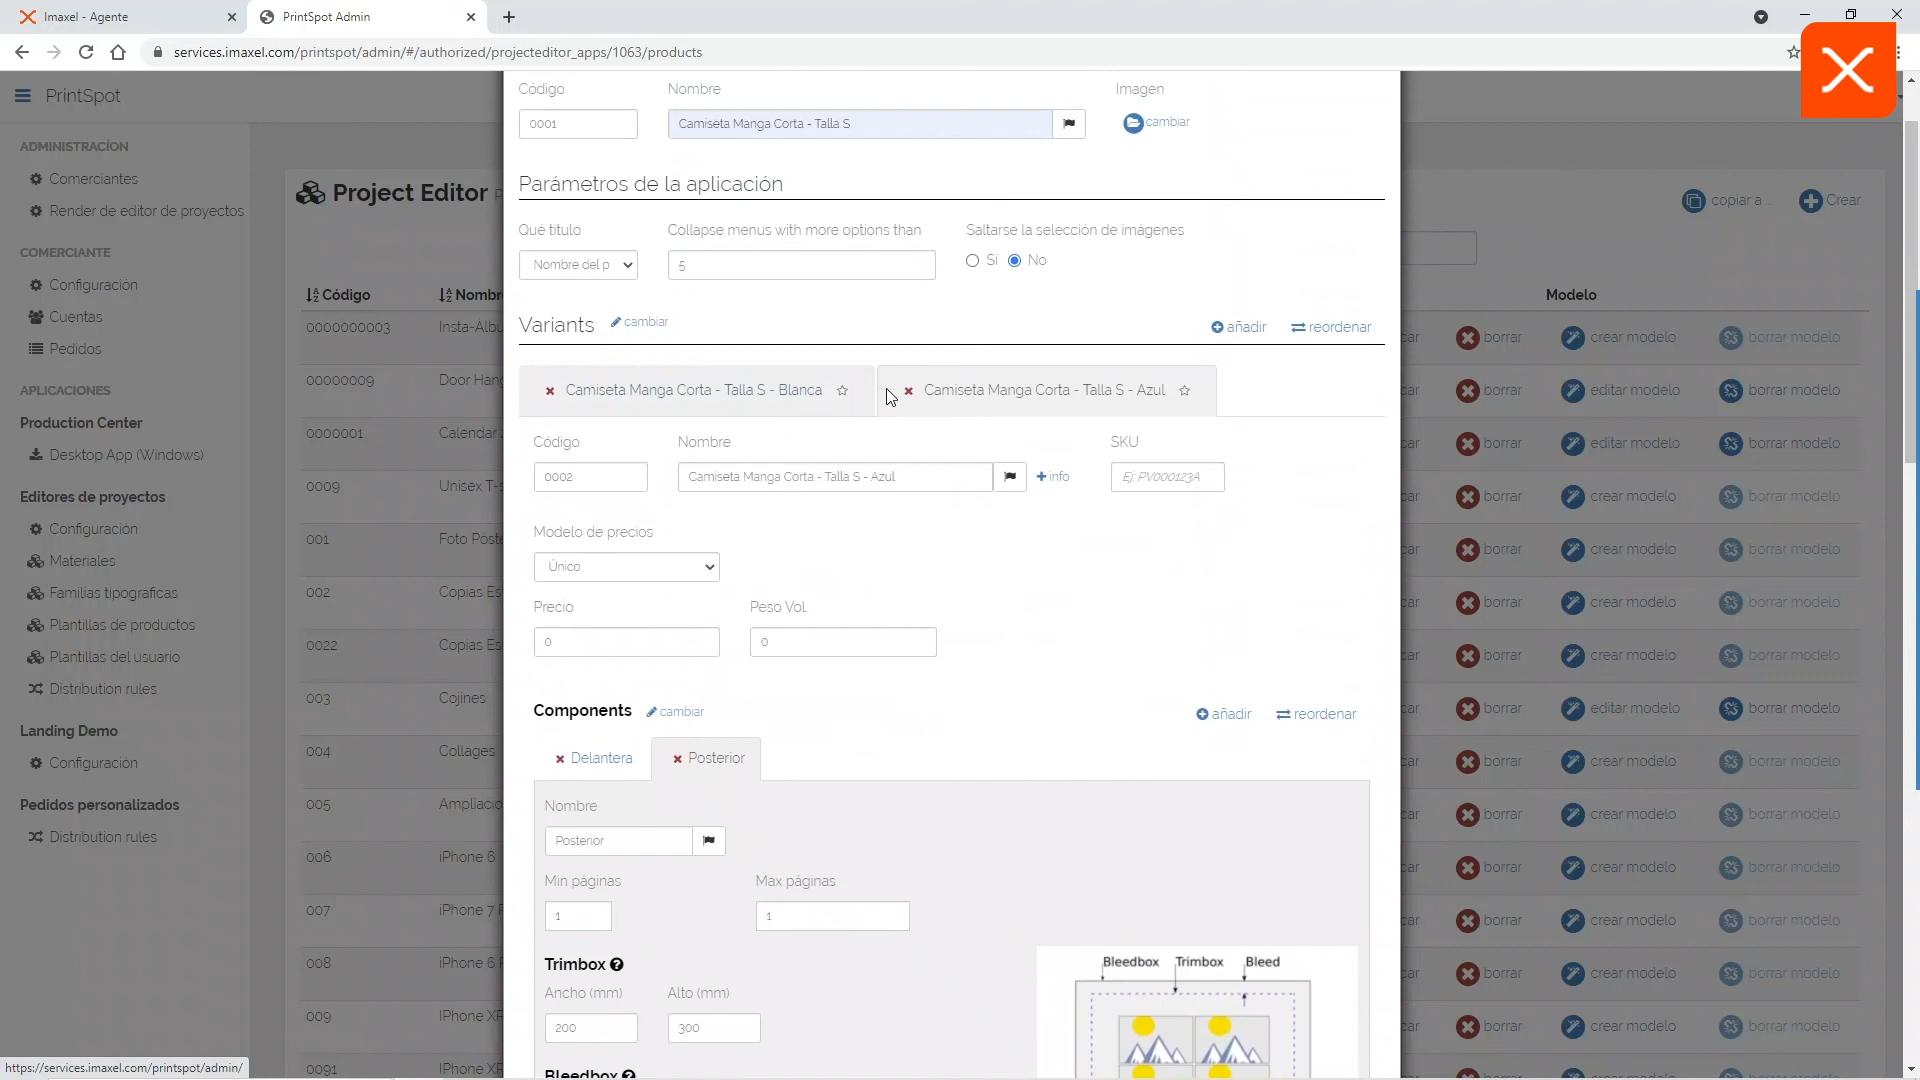 Imaxel - Agente
PrintSpot Admin
services.imaxel.com/printspot/admin/#/authorized/projecteditor_apps/1063/products
PrintSpot
ADMINISTRACIÓN
Comerciantes
Render de editor de proyectos
COMERCIANTE
Configuración
Cuentas
Pedidos
APLICACIONES
Production Center
Desktop App (Windows)
Editores de proyectos
Configuración
Materiales
Familias tipográficas
Plantillas de productos
Plantillas del usuario
Distribution rules
Landing Demo
Configuración
Pedidos personalizados
Distribution rules
https://services.imaxel.com/printspot/admin/
Project Editor
copiar a ...
Crear
Código
Nombre
Modelo
0000000003
Insta-Albu
00000009
Door Han
0000001
Calendar
0009
Unisex T-s
001
Foto Poste
002
Copias Es
0022
Copias Es
003
Cojines
004
Collages
005
Ampliacio
006
iPhone 6
007
iPhone 7 P
008
iPhone 6 P
009
IPhone XR
0091
IPhone XS
Código
Nombre
Imagen
0001
Camiseta Manga Corta - Talla S
cambiar
Parámetros de la aplicación
Qué título
Collapse menus with more options than
Saltarse la selección de imágenes
Nombre del p
5
Sí
No
Variants
cambiar
añadir
reordenar
Camiseta Manga Corta - Talla S - Blanca
Camiseta Manga Corta - Talla S - Azul
Código
Nombre
SKU
0002
Camiseta Manga Corta - Talla S - Azul
info
Ej: PV000123A
Modelo de precios
Único
Precio
Peso Vol.
0
0
Components
cambiar
añadir
reordenar
Delantera
Posterior
Nombre
Posterior
Min páginas
Max páginas
1
1
Trimbox
Ancho (mm)
Alto (mm)
200
300
Bleedbox
Bleedbox
Trimbox
Bleed
car
borrar
crear modelo
borrar modelo
car
borrar
editar modelo
borrar modelo
car
borrar
editar modelo
borrar modelo
car
borrar
crear modelo
borrar modelo
car
borrar
crear modelo
borrar modelo
car
borrar
crear modelo
borrar modelo
car
borrar
crear modelo
borrar modelo
car
borrar
editar modelo
borrar modelo
car
borrar
crear modelo
borrar modelo
car
borrar
crear modelo
borrar modelo
car
borrar
crear modelo
borrar modelo
car
borrar
crear modelo
borrar modelo
car
borrar
crear modelo
borrar modelo
car
borrar
crear modelo
borrar modelo